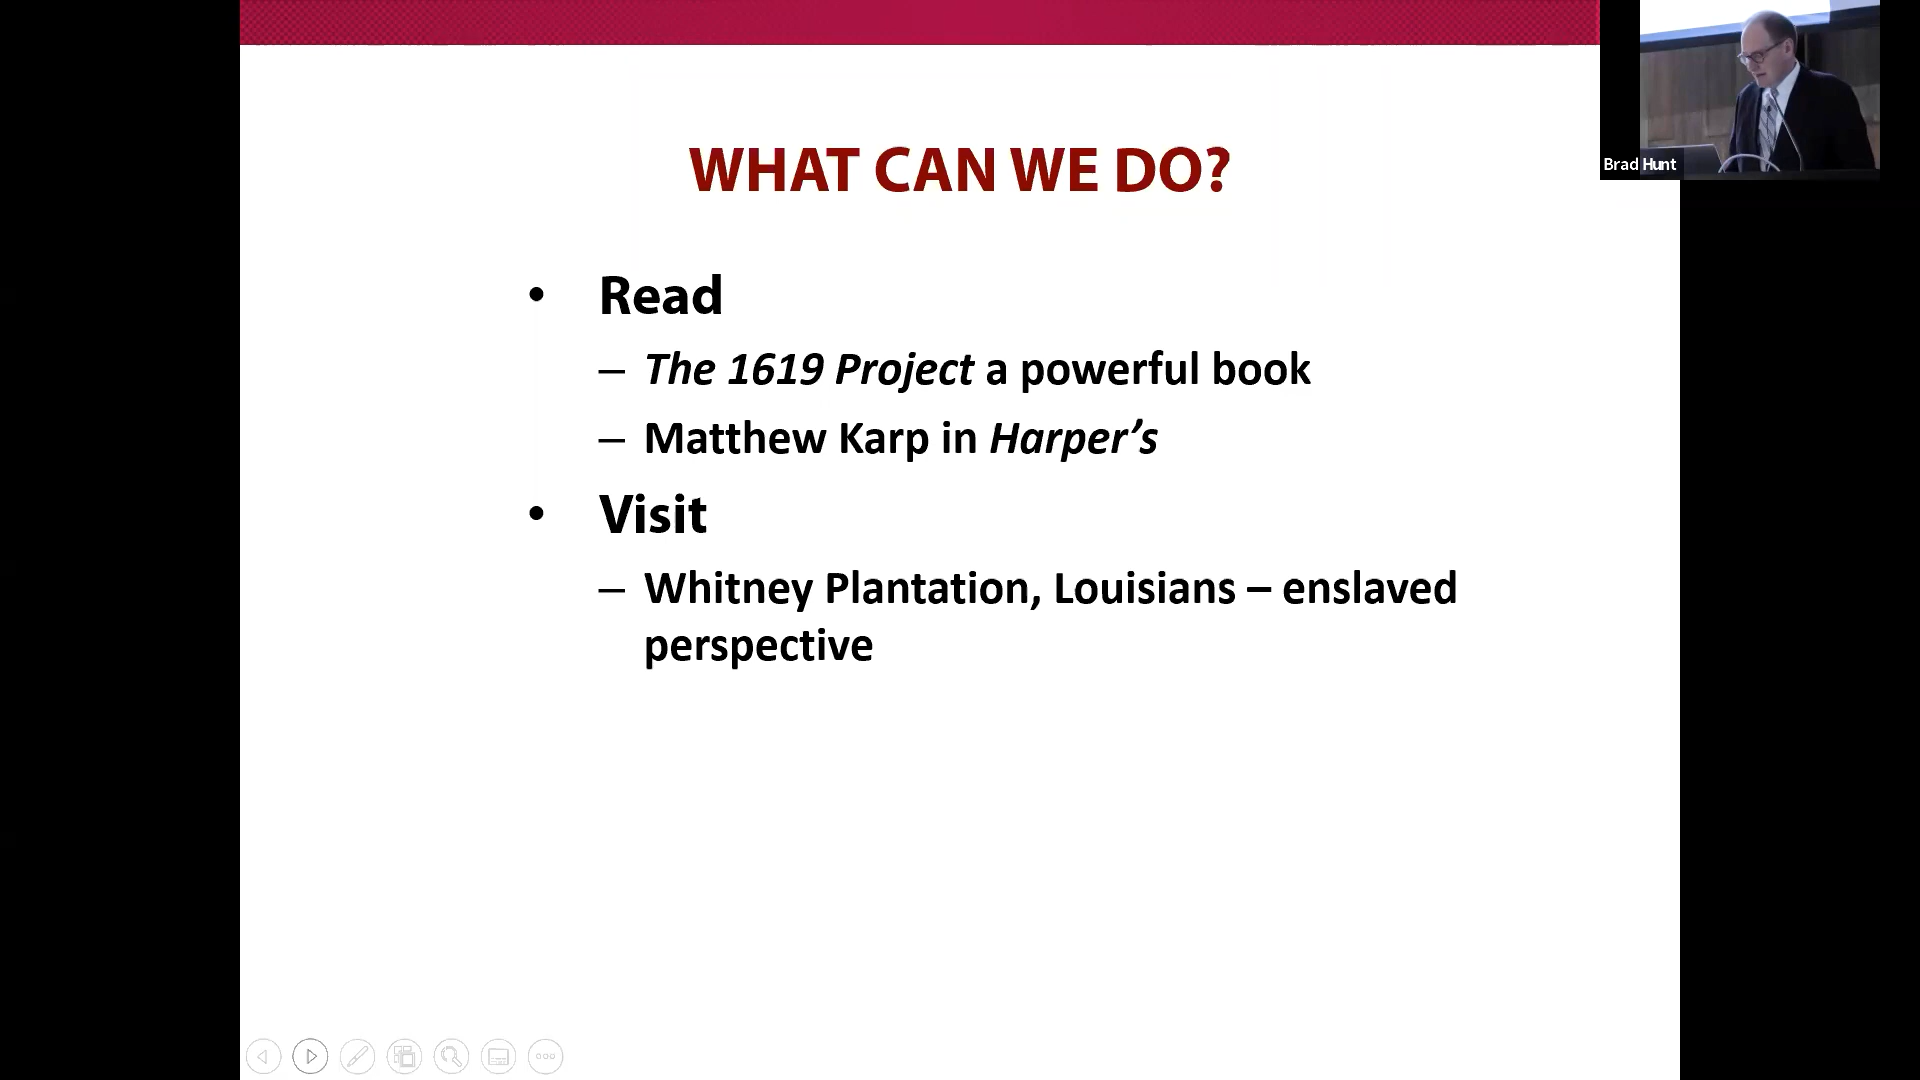 WHAT CAN WE DO?
• Read
– The 1619 Project a powerful book
– Matthew Karp in Harper’s
• Visit
– Whitney Plantation, Louisians – enslaved
perspective
Brad Hunt